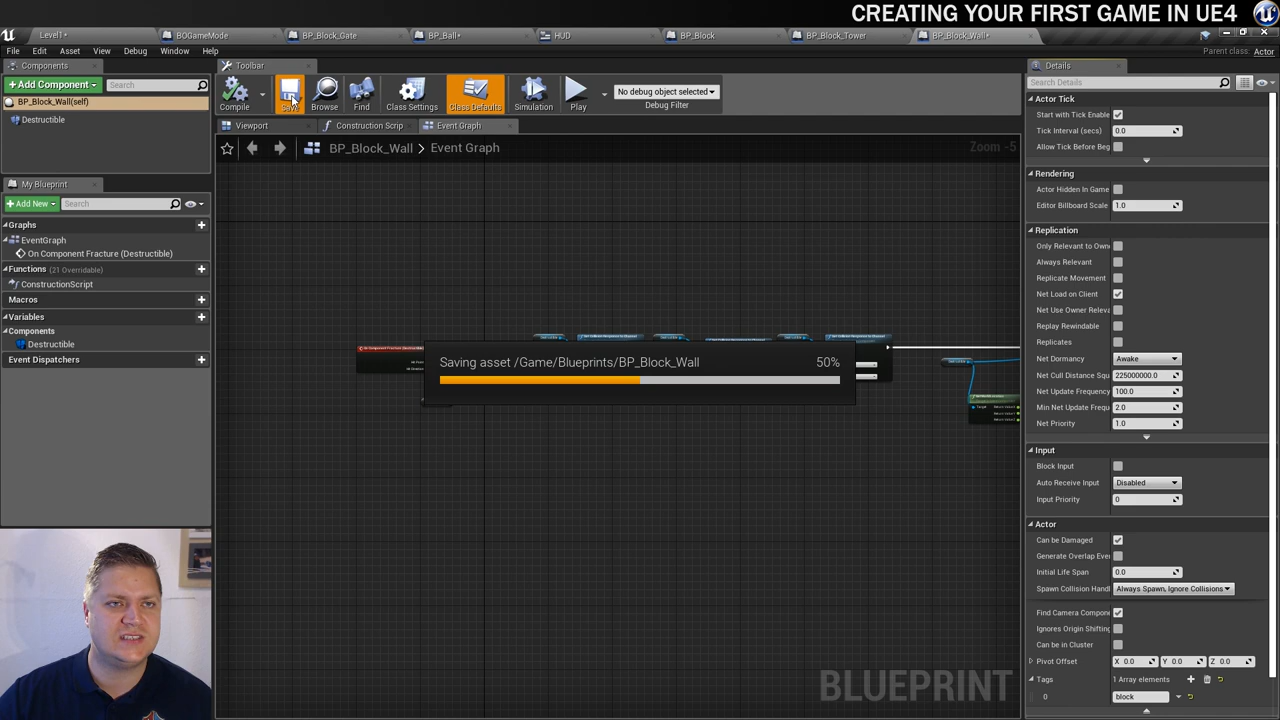 CREATING YOUR FIRST GAME IN UE4
Level1*
BOGameMode
BP_Block_Gate
BP_Ball*
HUD
BP_Block
BP_Block_Tower
BP_Block_Wall*
File Edit Asset View Debug Window Help
Parent class: Actor
Components
+ Add Component
Search
BP_Block_Wall(self)
Destructible
My Blueprint
+ Add New
Search
Graphs
EventGraph
On Component Fracture (Destructible)
Functions (21 Overridable)
ConstructionScript
Macros
Variables
Components
Destructible
Event Dispatchers
Toolbar
Compile
Save
Browse
Find
Class Settings
Class Defaults
Simulation
Play
No debug object selected
Debug Filter
Viewport
Construction Scrip
Event Graph
BP_Block_Wall > Event Graph
Zoom -5
Saving asset /Game/Blueprints/BP_Block_Wall 50%
BLUEPRINT
Details
Search Details
Actor Tick
Start with Tick Enable
Tick Interval (secs) 0.0
Allow Tick Before Beg
Rendering
Actor Hidden In Game
Editor Billboard Scale 1.0
Replication
Only Relevant to Owne
Always Relevant
Replicate Movement
Net Load on Client
Net Use Owner Releva
Replay Rewindable
Replicates
Net Dormancy Awake
Net Cull Distance Squ 225000000.0
Net Update Frequency 100.0
Min Net Update Frequ 2.0
Net Priority 1.0
Input
Block Input
Auto Receive Input Disabled
Input Priority 0
Actor
Can be Damaged
Generate Overlap Eve
Initial Life Span 0.0
Spawn Collision Handl Always Spawn, Ignore Collisions
Find Camera Compone
Ignores Origin Shifting
Can be in Cluster
Pivot Offset X 0.0 Y 0.0 Z 0.0
Tags 1 Array elements
0 block